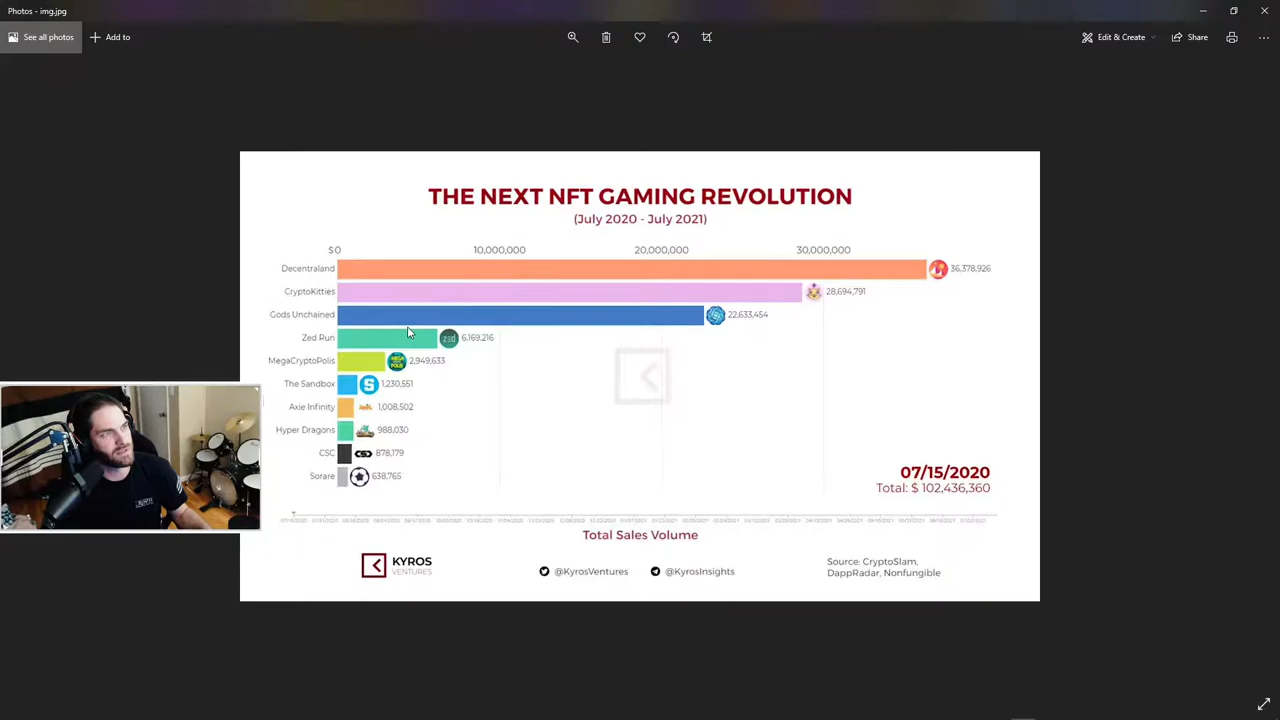 Photos - img.jpg
See all photos
Add to
Edit & Create
Share
THE NEXT NFT GAMING REVOLUTION
(July 2020 - July 2021)
$0 10,000,000 20,000,000 30,000,000
Decentraland 36,378,926
CryptoKitties 28,694,791
Gods Unchained 22,633,454
Zed Run zed 6,169,216
MegaCryptoPolis MEGA POLIS 2,949,633
The Sandbox S 1,230,551
Axie Infinity 1,008,502
Hyper Dragons 988,030
CSC 878,179
Sorare 638,765
07/15/2020
Total: $ 102,436,360
Total Sales Volume
KYROS
VENTURES
@KyrosVentures
@KyrosInsights
Source: CryptoSlam,
DappRadar, Nonfungible